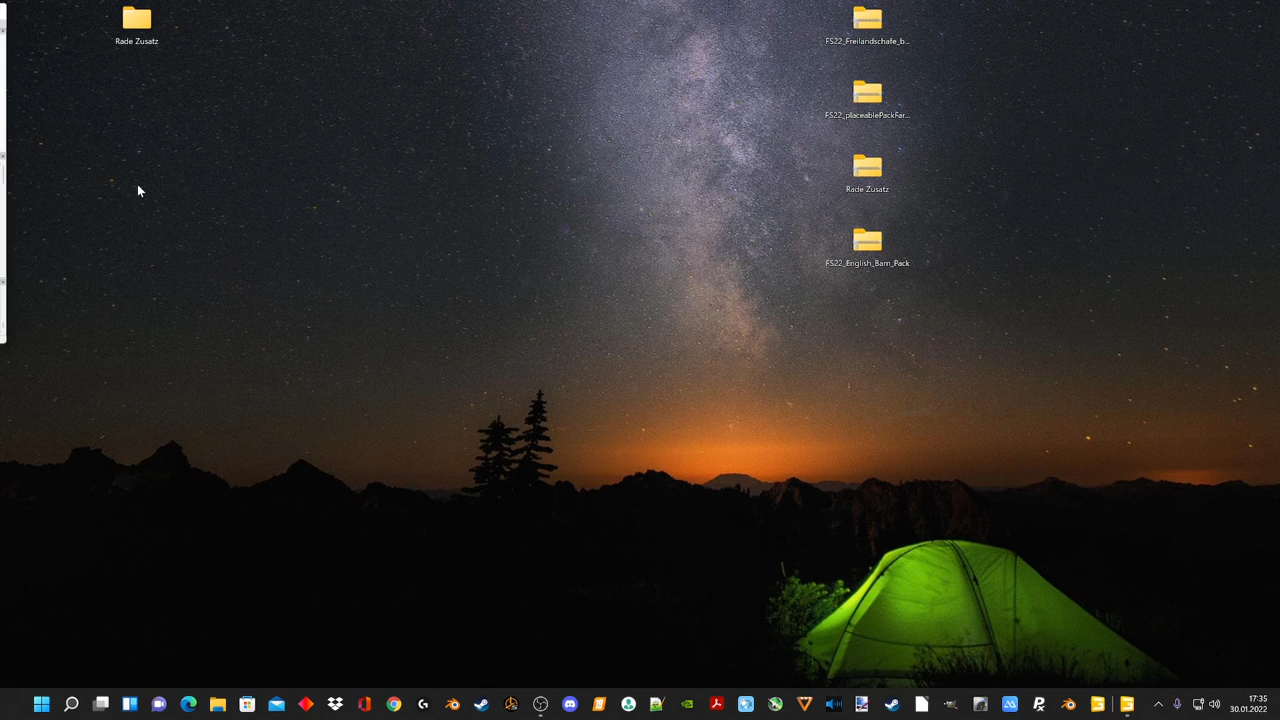 Rade Zusatz
FS22_Freilandschafe_b...
FS22_placeablePackFar...
Rade Zusatz
FS22_English_Barn_Pack
17:35
30.01.2022